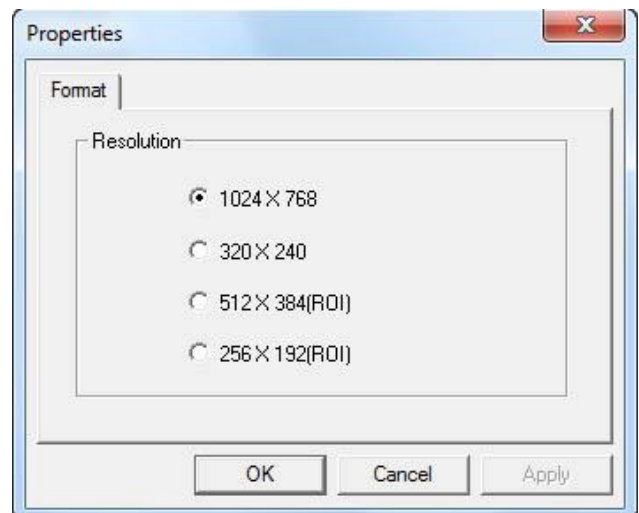 Properties
Format
Resolution
1024 X 768
320 X 240
512 X 384(ROI)
256 X 192(ROI)
OK Cancel Apply